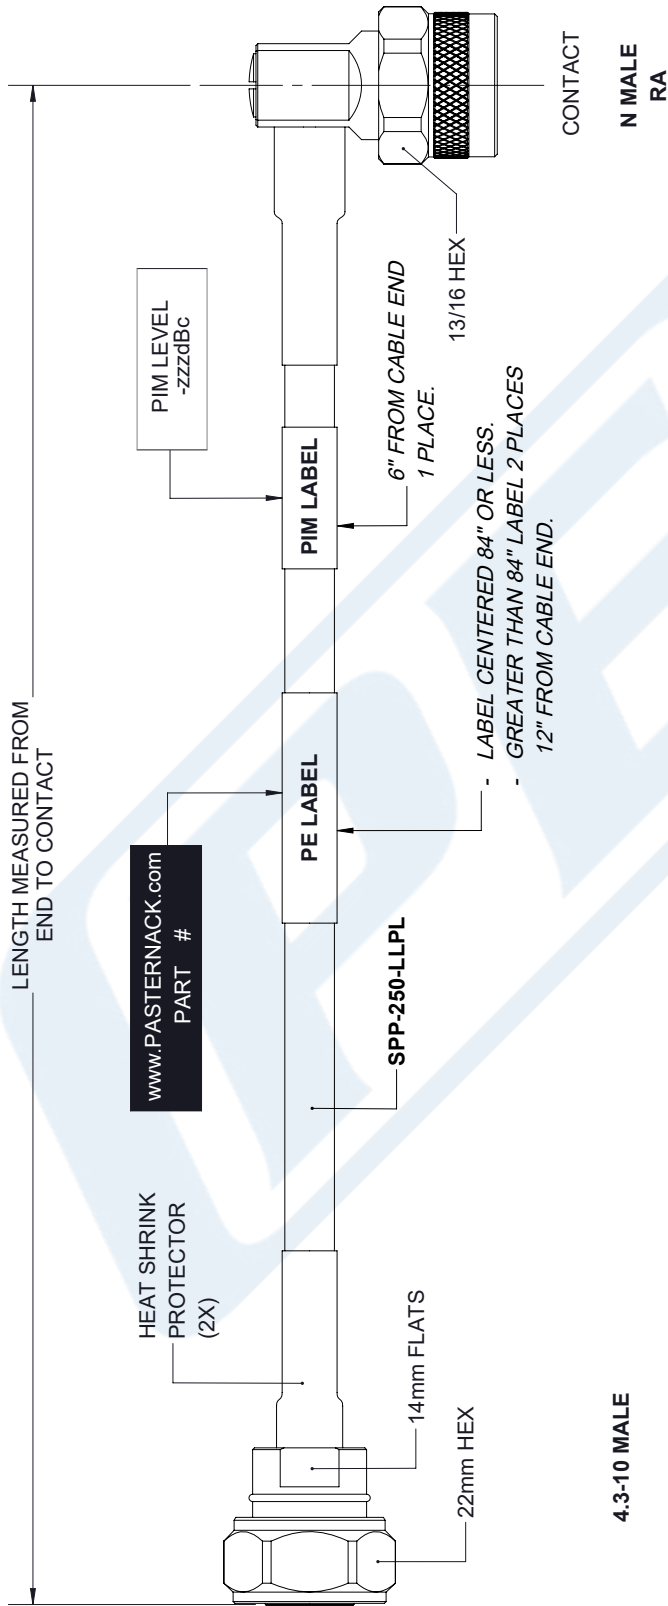 LENGTH MEASURED FROM
END TO CONTACT
www.PASTERNACK.com
PART #
PIM LEVEL
-zzzdBc
HEAT SHRINK
PROTECTOR
(2X)
PE LABEL
PIM LABEL
14mm FLATS
22mm HEX
SPP-250-LLPL
6" FROM CABLE END
1 PLACE.
13/16 HEX
- LABEL CENTERED 84" OR LESS.
- GREATER THAN 84" LABEL 2 PLACES
12" FROM CABLE END.
CONTACT
4.3-10 MALE
N MALE
RA